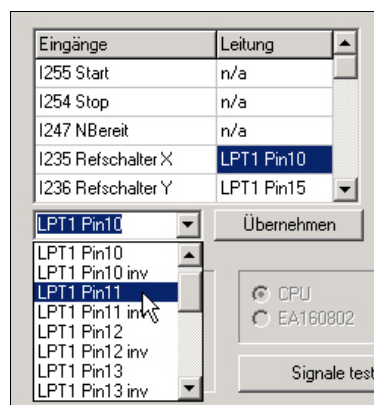 Eingänge Leitung
I255 Start n/a
I254 Stop n/a
I247 NBereit n/a
I235 Refschalter X LPT1 Pin10
I236 Refschalter Y LPT1 Pin15
LPT1 Pin10 Übernehmen
LPT1 Pin10
LPT1 Pin10 inv
LPT1 Pin11
LPT1 Pin11 inv
LPT1 Pin12
LPT1 Pin12 inv
LPT1 Pin13
LPT1 Pin13 inv
CPU
EA160802
Signale test